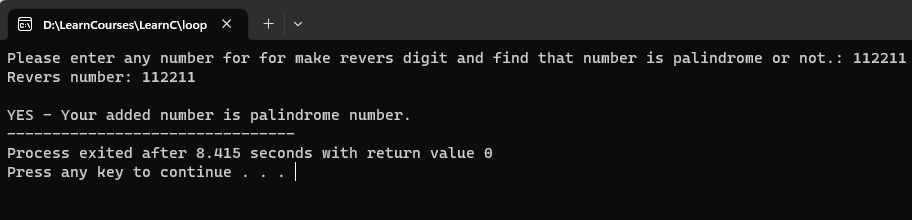 D:\LearnCourses\LearnC\loop
Please enter any number for for make revers digit and find that number is palindrome or not.: 112211
Revers number: 112211
YES - Your added number is palindrome number.
--------------------------------
Process exited after 8.415 seconds with return value 0
Press any key to continue . . .